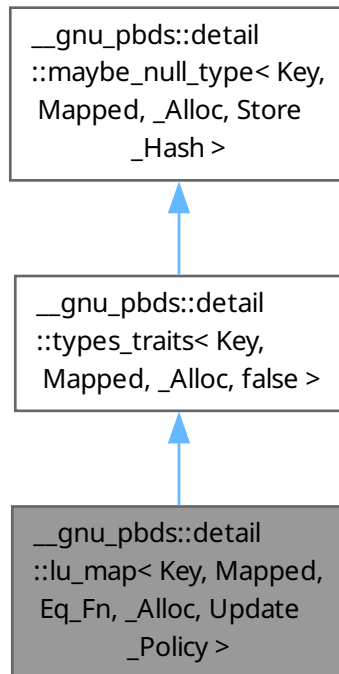 __gnu_pbds::detail
::maybe_null_type< Key,
Mapped, _Alloc, Store
_Hash >
__gnu_pbds::detail
::types_traits< Key,
Mapped, _Alloc, false >
__gnu_pbds::detail
::lu_map< Key, Mapped,
Eq_Fn, _Alloc, Update
_Policy >